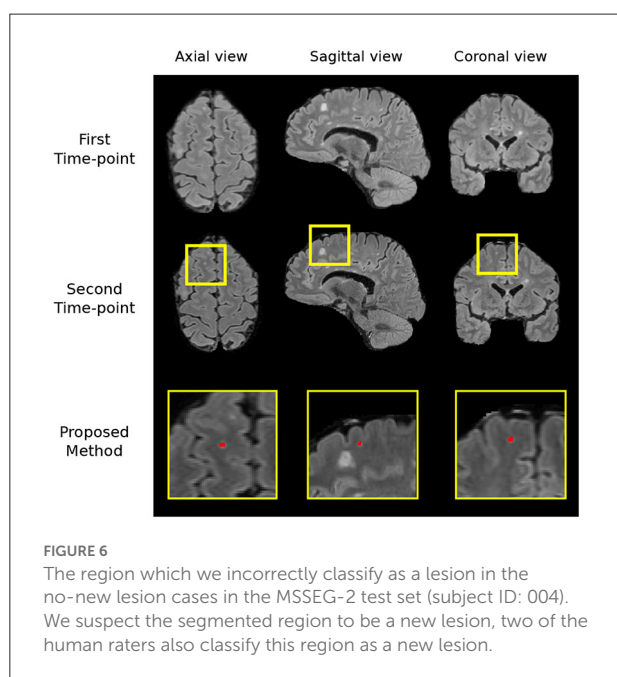 Axial view Sagittal view Coronal view
First
Time-point
Second
Time-point
Proposed
Method
FIGURE 6
The region which we incorrectly classify as a lesion in the
no-new lesion cases in the MSSEG-2 test set (subject ID: 004).
We suspect the segmented region to be a new lesion, two of the
human raters also classify this region as a new lesion.